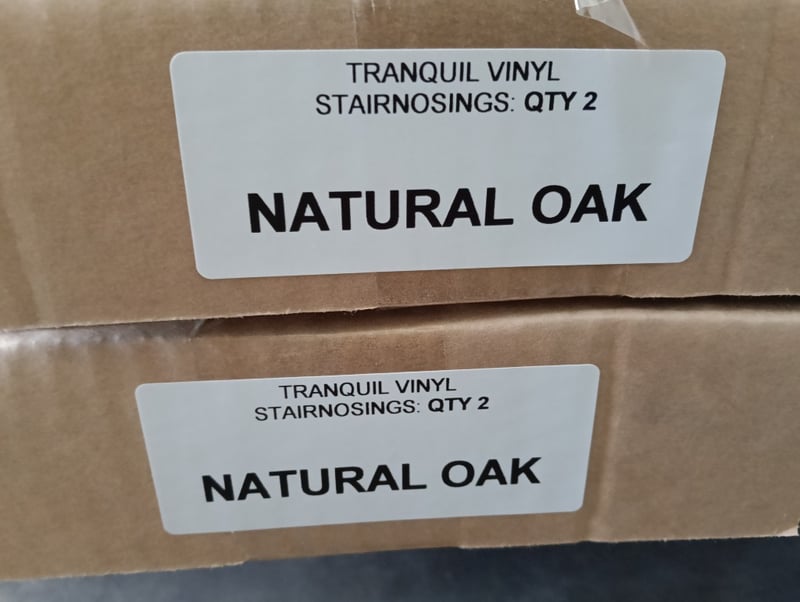 TRANQUIL VINYL
STAIRNOSINGS: QTY 2
NATURAL OAK
TRANQUIL VINYL
STAIRNOSINGS: QTY 2
NATURAL OAK